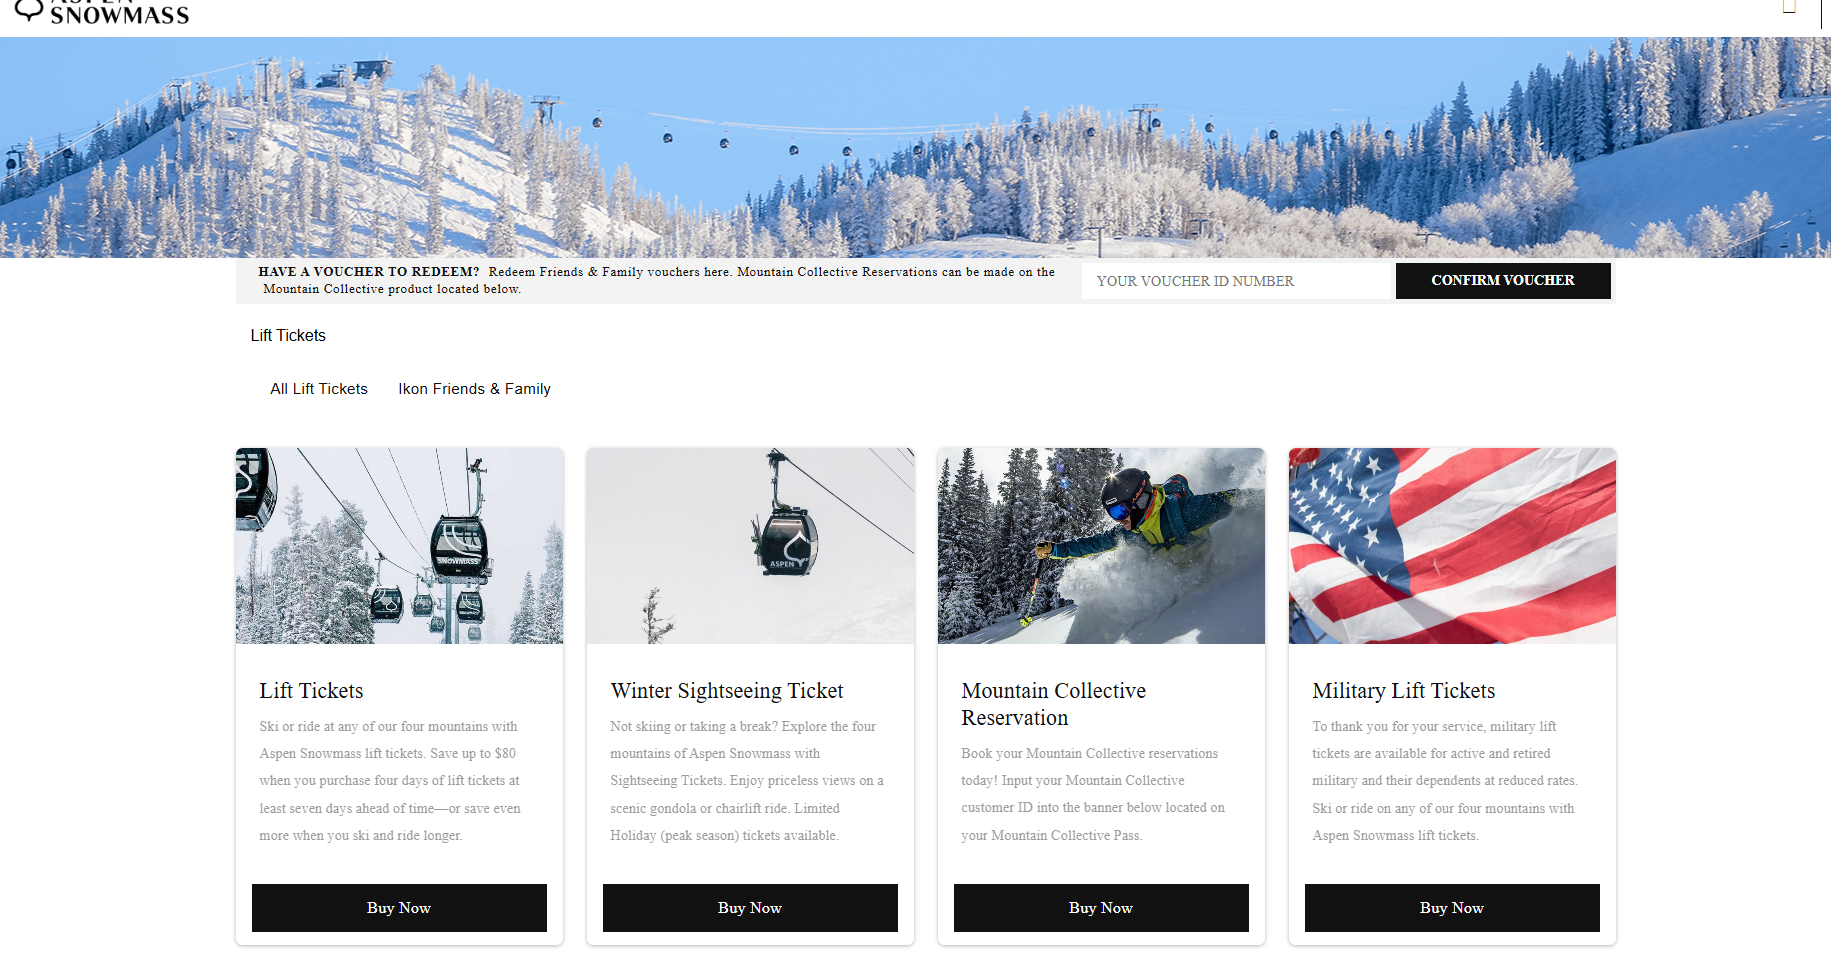 ASPEN
SNOWMASS
HAVE A VOUCHER TO REDEEM? Redeem Friends & Family vouchers here. Mountain Collective Reservations can be made on the
Mountain Collective product located below.
YOUR VOUCHER ID NUMBER
CONFIRM VOUCHER
Lift Tickets
All Lift Tickets
Ikon Friends & Family
SNOWMASS
Lift Tickets
Ski or ride at any of our four mountains with
Aspen Snowmass lift tickets. Save up to $80
when you purchase four days of lift tickets at
least seven days ahead of time—or save even
more when you ski and ride longer.
Buy Now
ASPEN
Winter Sightseeing Ticket
Not skiing or taking a break? Explore the four
mountains of Aspen Snowmass with
Sightseeing Tickets. Enjoy priceless views on a
scenic gondola or chairlift ride. Limited
Holiday (peak season) tickets available.
Buy Now
Mountain Collective
Reservation
Book your Mountain Collective reservations
today! Input your Mountain Collective
customer ID into the banner below located on
your Mountain Collective Pass.
Buy Now
Military Lift Tickets
To thank you for your service, military lift
tickets are available for active and retired
military and their dependents at reduced rates.
Ski or ride on any of our four mountains with
Aspen Snowmass lift tickets.
Buy Now